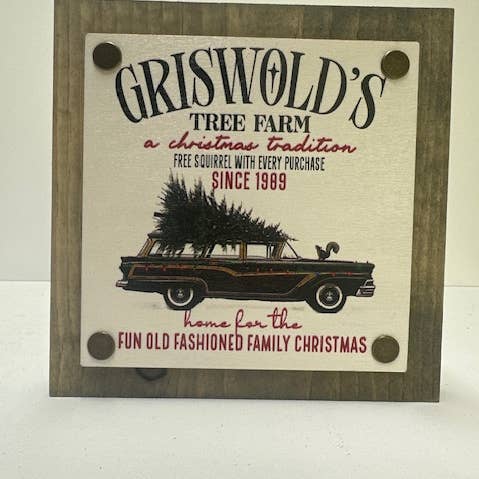 GRISWOLD'S
TREE FARM
a christmas tradition
FREE SQUIRREL WITH EVERY PURCHASE
SINCE 1989
home for the
FUN OLD FASHIONED FAMILY CHRISTMAS